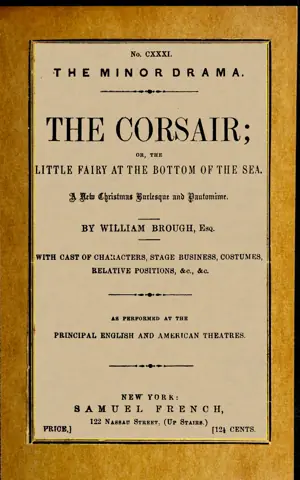 No. CXXXI.
THE MINOR DRAMA.
THE CORSAIR;
OR, THE
LITTLE FAIRY AT THE BOTTOM OF THE SEA.
A New Christmas Burlesque and Pantomime.
BY WILLIAM BROUGH, Esq.
WITH CAST OF CHARACTERS, STAGE BUSINESS, COSTUMES,
RELATIVE POSITIONS, &c., &c.
AS PERFORMED AT THE
PRINCIPAL ENGLISH AND AMERICAN THEATRES.
NEW YORK:
SAMUEL FRENCH,
122 Nassau Street, (Up Stairs.)
PRICE,] [12½ CENTS.